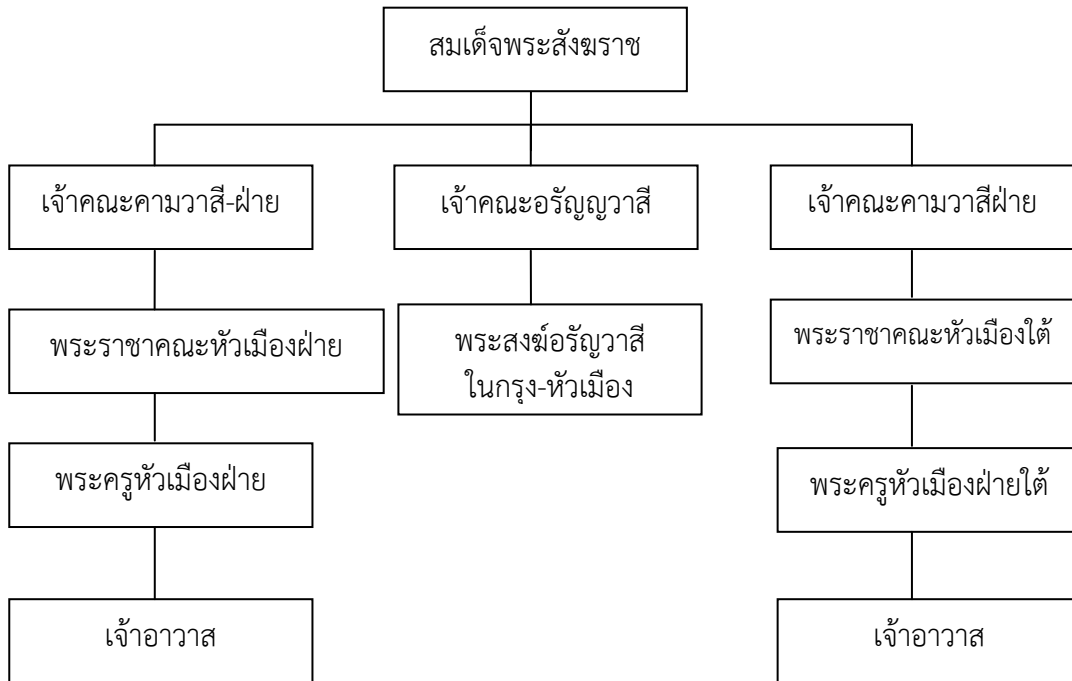 สมเด็จพระสังฆราช
เจ้าคณะคามวาสี-ฝ่าย
เจ้าคณะอรัญญวาสี
เจ้าคณะคามวาสีฝ่าย
พระราชาคณะหัวเมืองฝ่าย
พระสงฆ์อรัญวาสี
ในกรุง-หัวเมือง
พระราชาคณะหัวเมืองใต้
พระครูหัวเมืองฝ่าย
พระครูหัวเมืองฝ่ายใต้
เจ้าอาวาส
เจ้าอาวาส